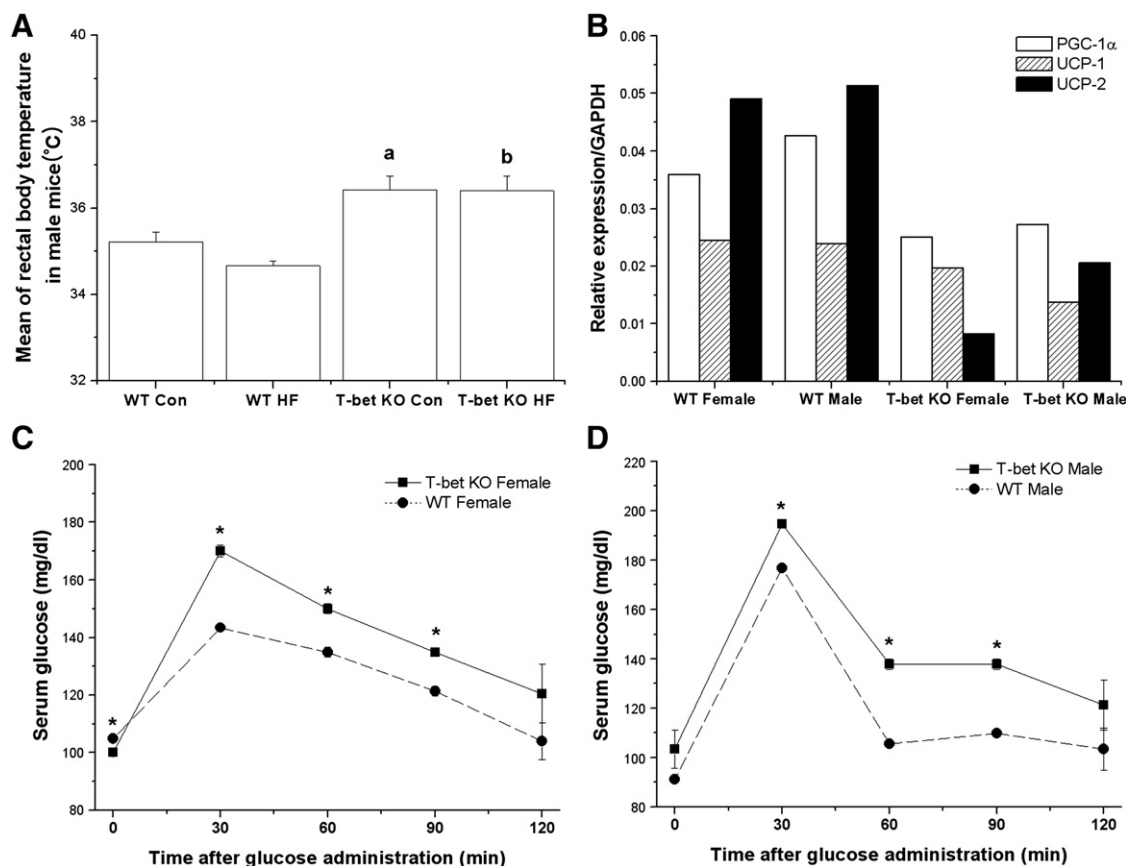 A
Mean of rectal body temperature
in male mice(°C)
40
38
36
34
32
a
b
WT Con
WT HF
T-bet KO Con
T-bet KO HF
B
Relative expression/GAPDH
0.06
0.05
0.04
0.03
0.02
0.01
0.00
PGC-1α
UCP-1
UCP-2
WT Female
WT Male
T-bet KO Female
T-bet KO Male
C
Serum glucose (mg/dl)
200
180
160
140
120
100
80
T-bet KO Female
WT Female
*
*
*
*
0
30
60
90
120
Time after glucose administration (min)
D
Serum glucose (mg/dl)
220
200
180
160
140
120
100
80
T-bet KO Male
WT Male
*
*
*
0
30
60
90
120
Time after glucose administration (min)